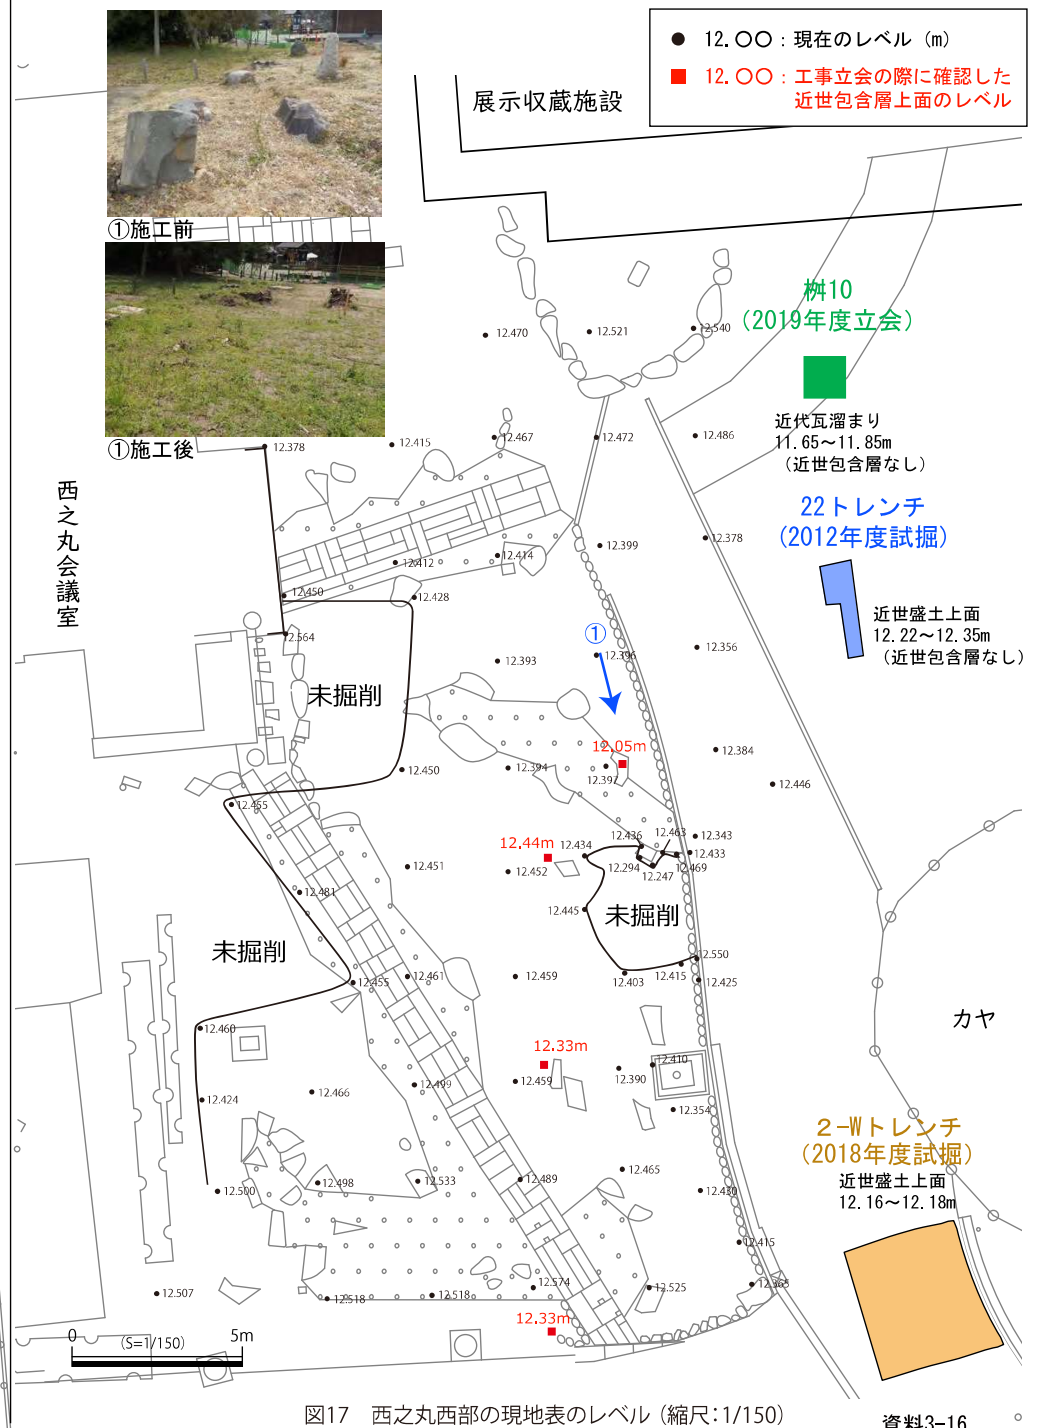 ● 12.〇〇：現在のレベル（m）
■ 12.〇〇：工事立会の際に確認した
近世包含層上面のレベル
展示収蔵施設
①施工前
①施工後
桝10
（2019年度立会）
近代瓦溜まり
11.65～11.85m
（近世包含層なし）
22トレンチ
（2012年度試掘）
近世盛土上面
12.22～12.35m
（近世包含層なし）
西之丸会議室
12.470
12.521
12.540
12.378
12.415
12.467
12.472
12.486
12.399
12.378
12.412
12.414
12.450
12.428
12.564
①
12.393
12.396
12.356
未掘削
12.05m
12.384
12.450
12.394
12.397
12.446
12.455
12.436
12.463
12.343
12.44m
12.434
12.433
12.451
12.452
12.294
12.247
12.469
12.481
12.445
未掘削
未掘削
12.550
12.455
12.461
12.459
12.403
12.415
12.425
カヤ
12.460
12.33m
12.410
12.390
12.424
12.466
12.499
12.459
12.354
2-Wトレンチ
（2018年度試掘）
近世盛土上面
12.16～12.18m
12.500
12.498
12.533
12.489
12.465
12.430
12.415
12.507
12.518
12.518
12.574
12.525
12.365
12.33m
0 (S=1/150) 5m
図17 西之丸西部の現地表のレベル（縮尺：1/150）
資料3-16